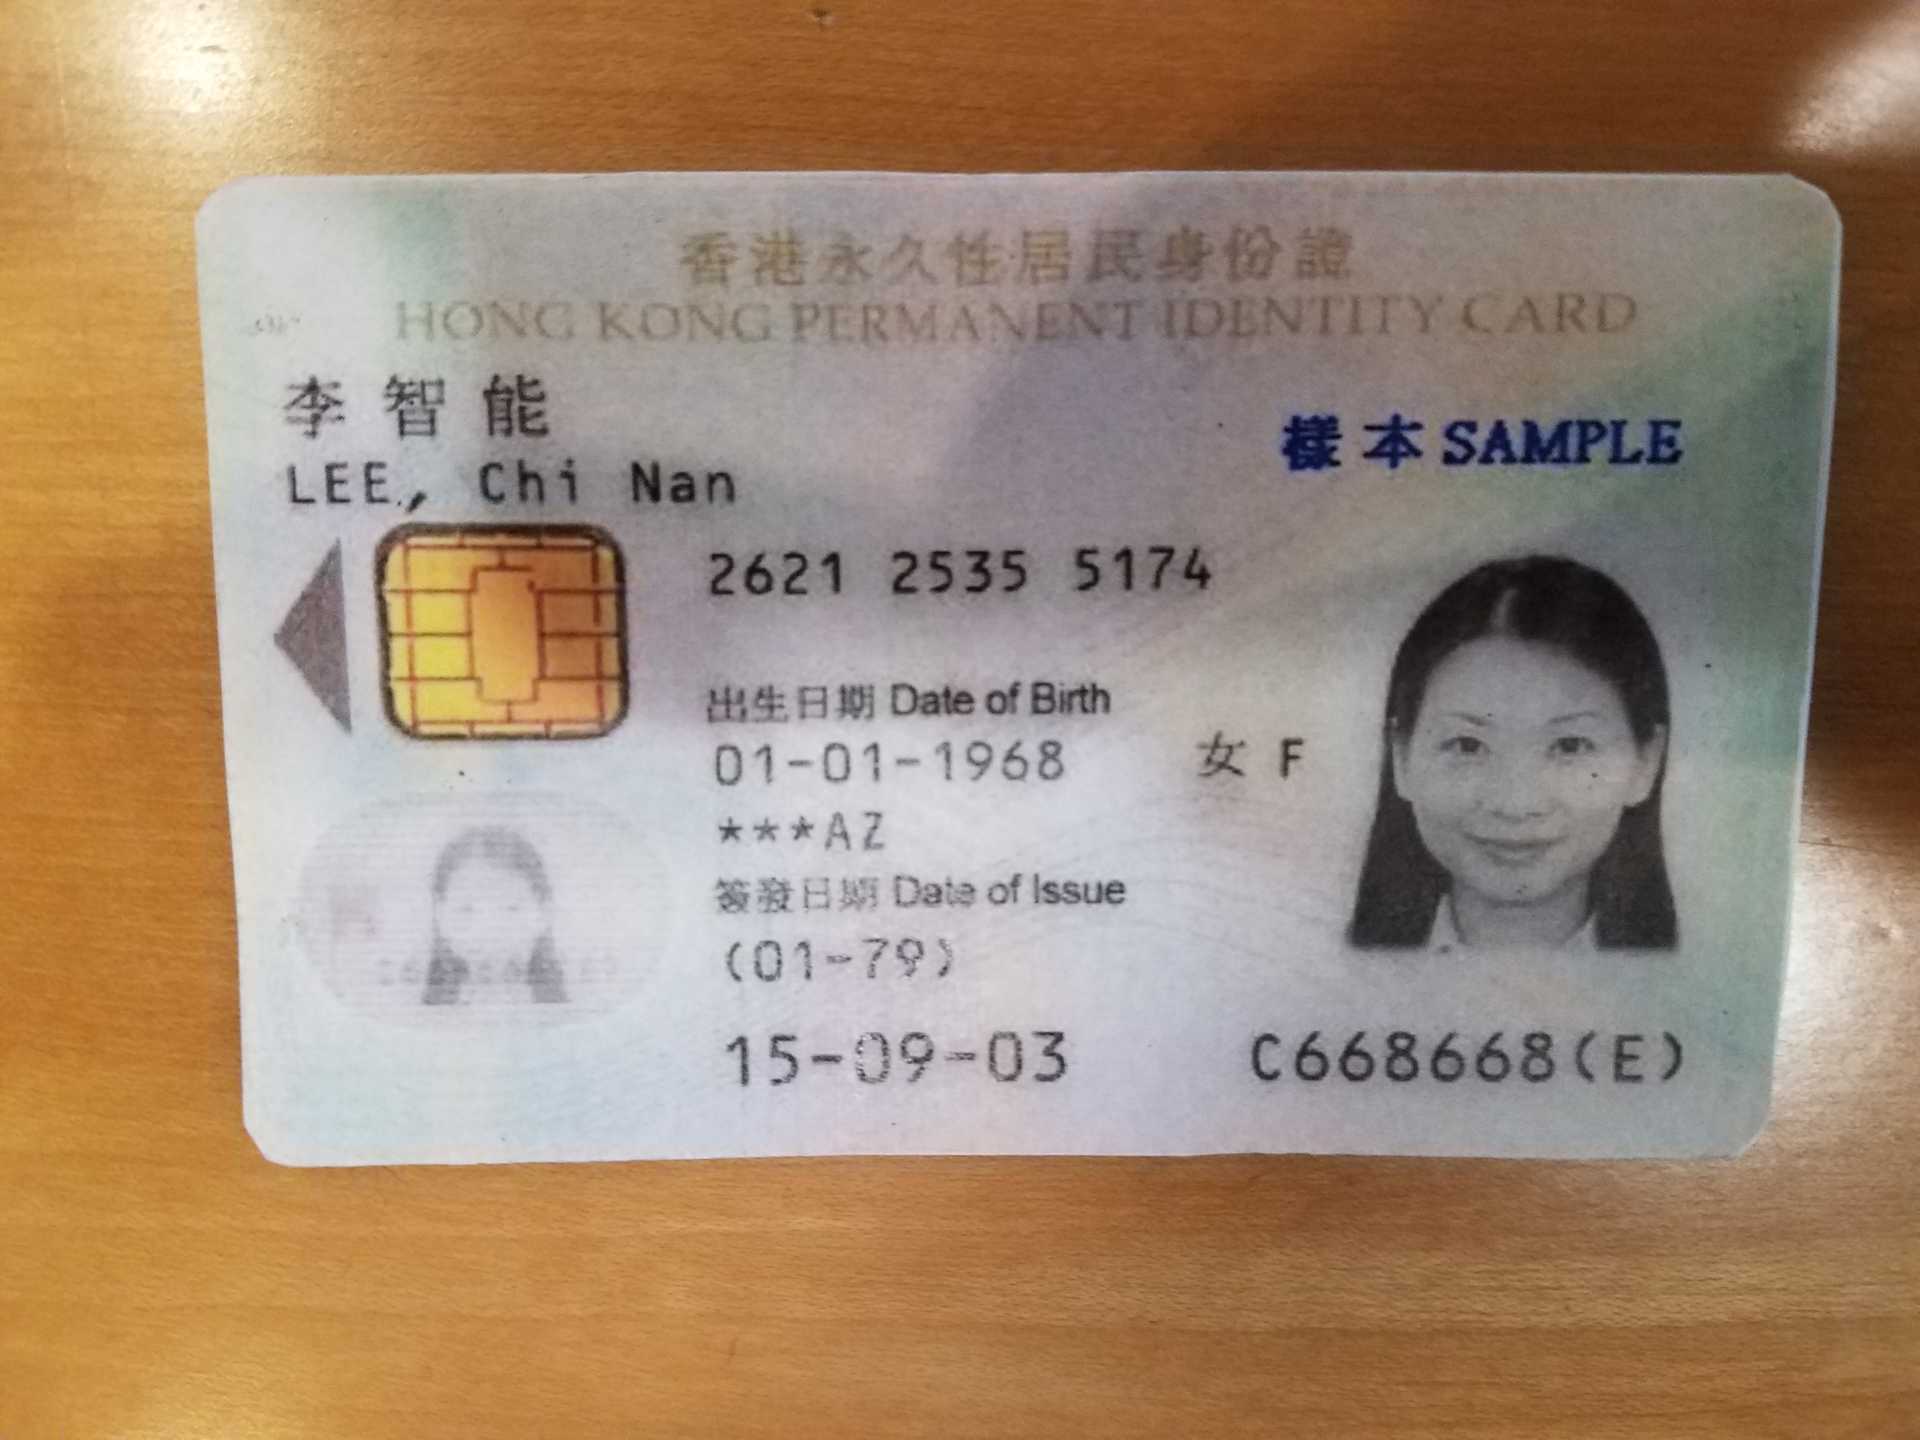 香港永久性居民身份證
HONG KONG PERMANENT IDENTITY CARD
李智能
LEE, Chi Nan
樣本 SAMPLE
2621 2535 5174
出生日期 Date of Birth
01-01-1968
女 F
***AZ
簽發日期 Date of Issue
(01-79)
15-09-03
C668668(E)